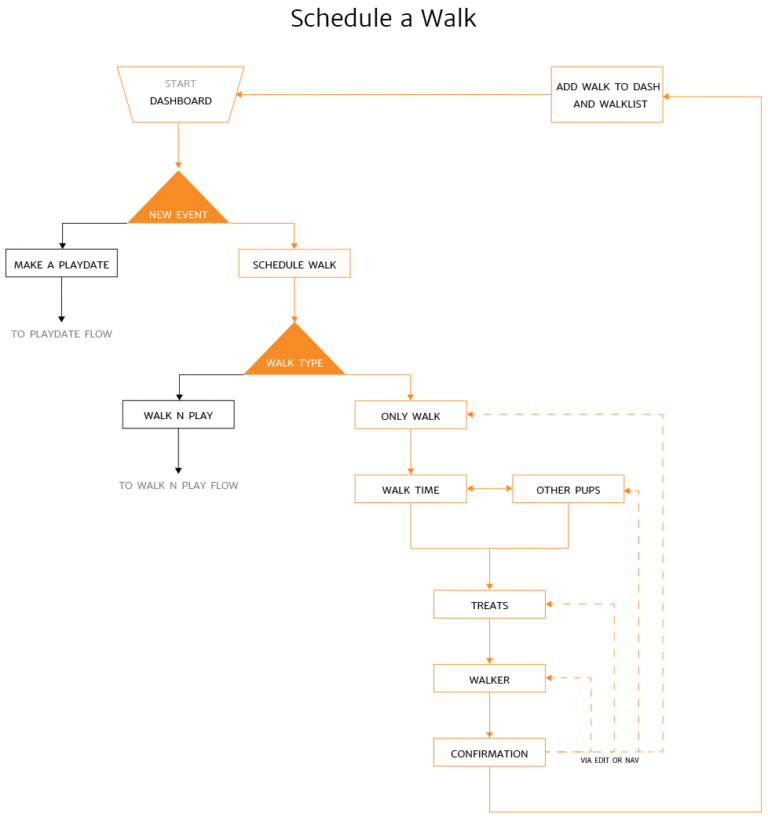 Schedule a Walk
START
DASHBOARD
ADD WALK TO DASH
AND WALKLIST
NEW EVENT
MAKE A PLAYDATE
SCHEDULE WALK
TO PLAYDATE FLOW
WALK TYPE
WALK N PLAY
ONLY WALK
TO WALK N PLAY FLOW
WALK TIME
OTHER PUPS
TREATS
WALKER
CONFIRMATION
VIA EDIT OR NAV